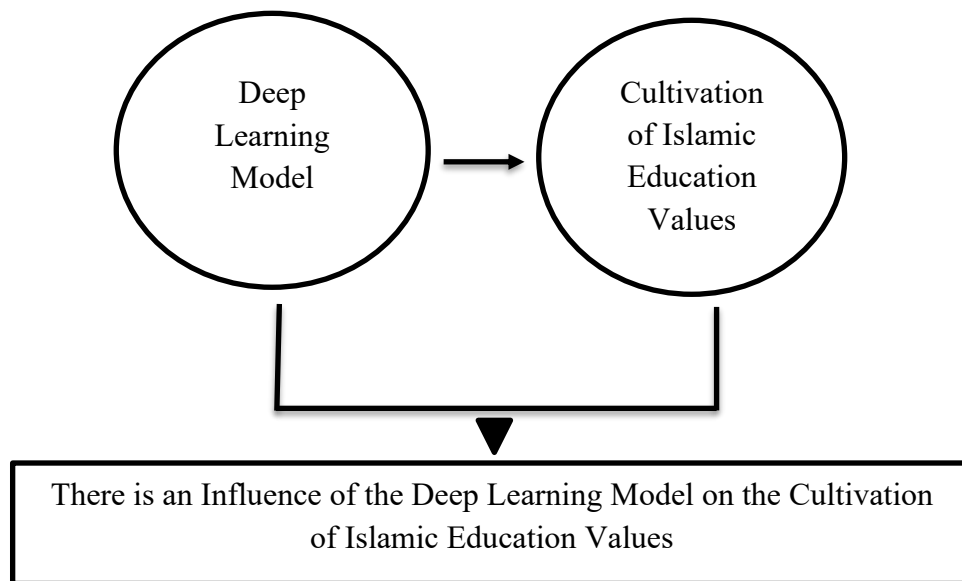 Deep
Learning
Model
Cultivation
of Islamic
Education
Values
There is an Influence of the Deep Learning Model on the Cultivation
of Islamic Education Values